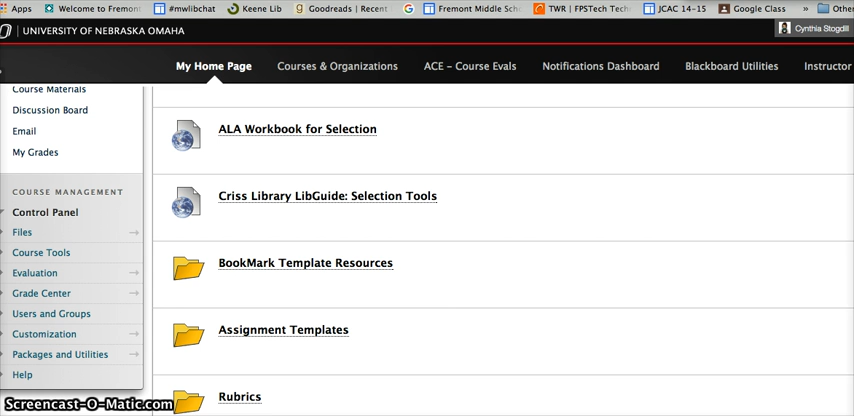 Apps Welcome to Fremont #mwlibchat Keene Lib Goodreads | Recent Fremont Middle Scho TWR | FPSTech Tech JCAC 14-15 Google Class » Other
UNIVERSITY OF NEBRASKA OMAHA
Cynthia Stogdill
My Home Page Courses & Organizations ACE – Course Evals Notifications Dashboard Blackboard Utilities Instructor
Course Materials
Discussion Board
Email
My Grades
COURSE MANAGEMENT
Control Panel
Files
Course Tools
Evaluation
Grade Center
Users and Groups
Customization
Packages and Utilities
Help
ALA Workbook for Selection
Criss Library LibGuide: Selection Tools
BookMark Template Resources
Assignment Templates
Rubrics
Screencast-O-Matic.com